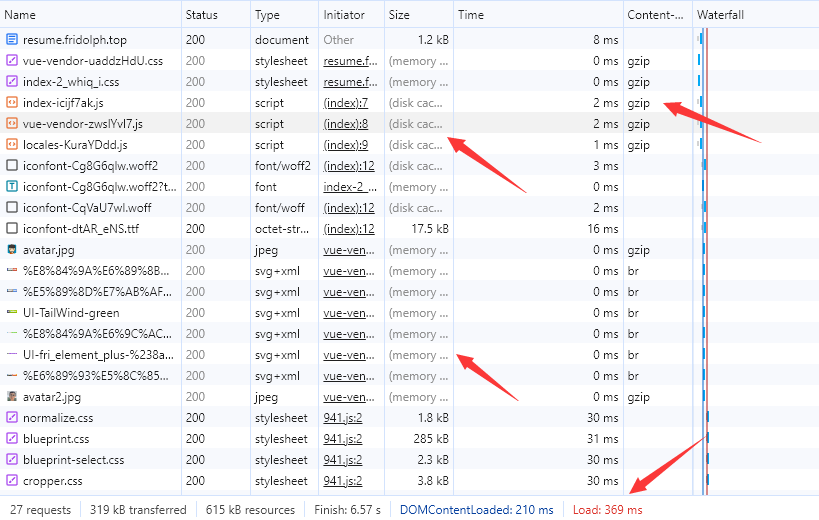 Name Status Type Initiator Size Time Content-... Waterfall
resume.fridolph.top 200 document Other 1.2 kB 8 ms
vue-vendor-uaddzHdU.css 200 stylesheet resume.f... (memory ... 0 ms gzip
index-2_whiq_i.css 200 stylesheet resume.f... (memory ... 0 ms gzip
index-icijf7ak.js 200 script (index):7 (disk cac... 2 ms gzip
vue-vendor-zwslYvI7.js 200 script (index):8 (disk cac... 2 ms gzip
locales-KuraYDdd.js 200 script (index):9 (disk cac... 1 ms gzip
iconfont-Cg8G6qlw.woff2 200 font/woff2 (index):12 (disk cac... 3 ms
iconfont-Cg8G6qlw.woff2?t... 200 font index-2_... (memory ... 0 ms
iconfont-CqVaU7wl.woff 200 font/woff (index):12 (disk cac... 2 ms
iconfont-dtAR_eNS.ttf 200 octet-str... (index):12 17.5 kB 16 ms
avatar.jpg 200 jpeg vue-ven... (memory ... 0 ms gzip
%E8%84%9A%E6%89%8B... 200 svg+xml vue-ven... (memory ... 0 ms br
%E5%89%8D%E7%AB%AF... 200 svg+xml vue-ven... (memory ... 0 ms br
UI-TailWind-green 200 svg+xml vue-ven... (memory ... 0 ms br
%E8%84%9A%E6%9C%AC... 200 svg+xml vue-ven... (memory ... 0 ms br
UI-fri_element_plus-%238a... 200 svg+xml vue-ven... (memory ... 0 ms br
%E6%89%93%E5%8C%85... 200 svg+xml vue-ven... (memory ... 0 ms br
avatar2.jpg 200 jpeg vue-ven... (memory ... 0 ms gzip
normalize.css 200 stylesheet 941.js:2 1.8 kB 30 ms
blueprint.css 200 stylesheet 941.js:2 285 kB 31 ms
blueprint-select.css 200 stylesheet 941.js:2 2.3 kB 30 ms
cropper.css 200 stylesheet 941.js:2 3.8 kB 30 ms
27 requests 319 kB transferred 615 kB resources Finish: 6.57 s DOMContentLoaded: 210 ms Load: 369 ms